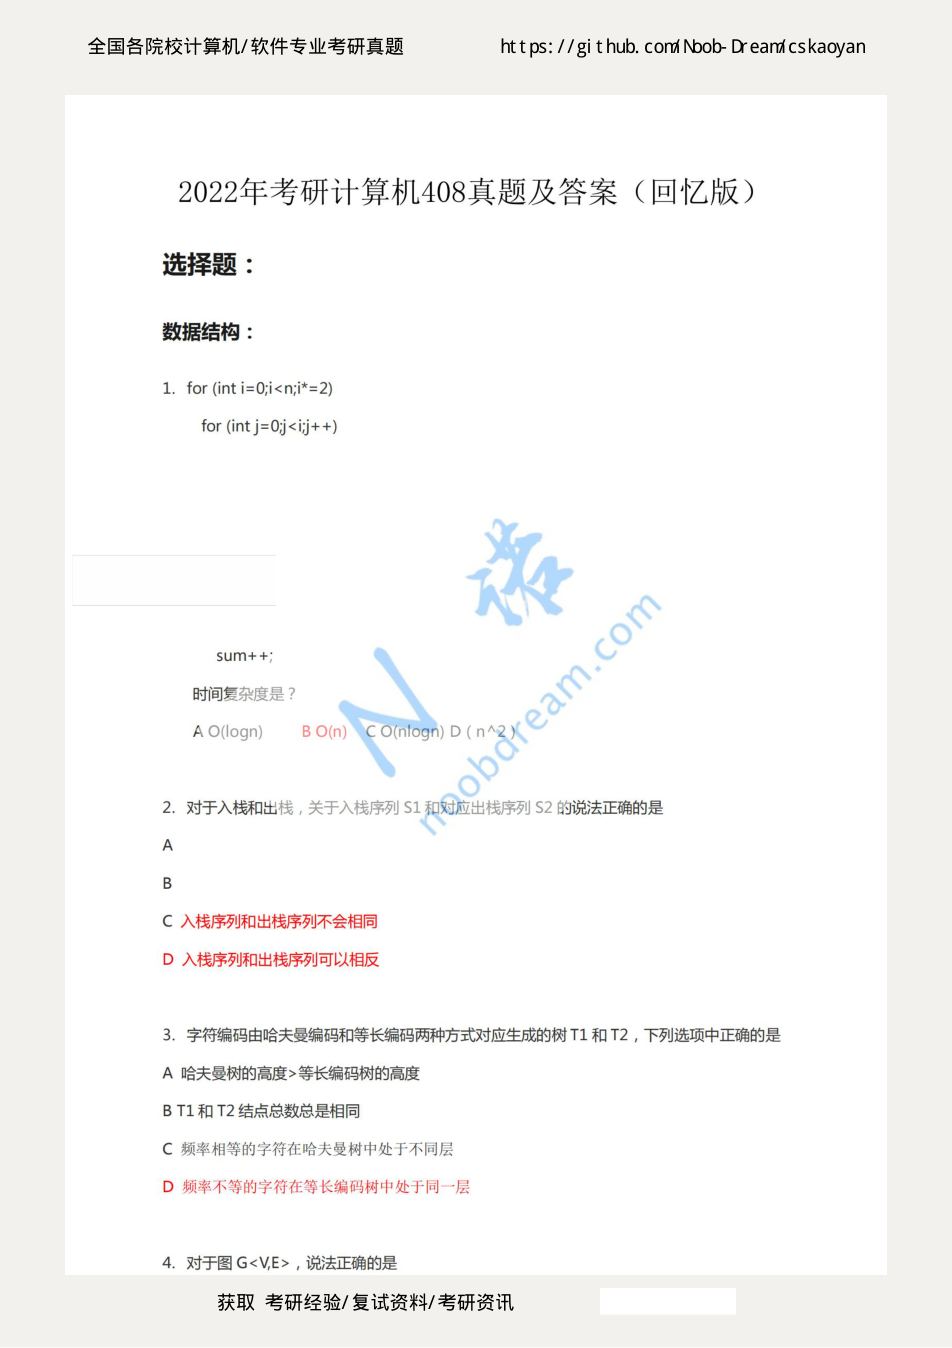 全国各院校计算机/软件专业考研真题 https://github.com/Noob-Dream/cskaoyan
2022年考研计算机408真题及答案（回忆版）
选择题：
数据结构：
1. for (int i=0;i<n;i*=2)
for (int j=0;j<i;j++)
诺
N
noobdream.com
sum++;
时间复杂度是？
A O(logn) B O(n) C O(nlogn) D（n^2）
2. 对于入栈和出栈，关于入栈序列 S1 和对应出栈序列 S2 的说法正确的是
A
B
C 入栈序列和出栈序列不会相同
D 入栈序列和出栈序列可以相反
3. 字符编码由哈夫曼编码和等长编码两种方式对应生成的树 T1 和 T2，下列选项中正确的是
A 哈夫曼树的高度>等长编码树的高度
B T1 和 T2 结点总数总是相同
C 频率相等的字符在哈夫曼树中处于不同层
D 频率不等的字符在等长编码树中处于同一层
4. 对于图 G<V,E>，说法正确的是
获取 考研经验/复试资料/考研资讯